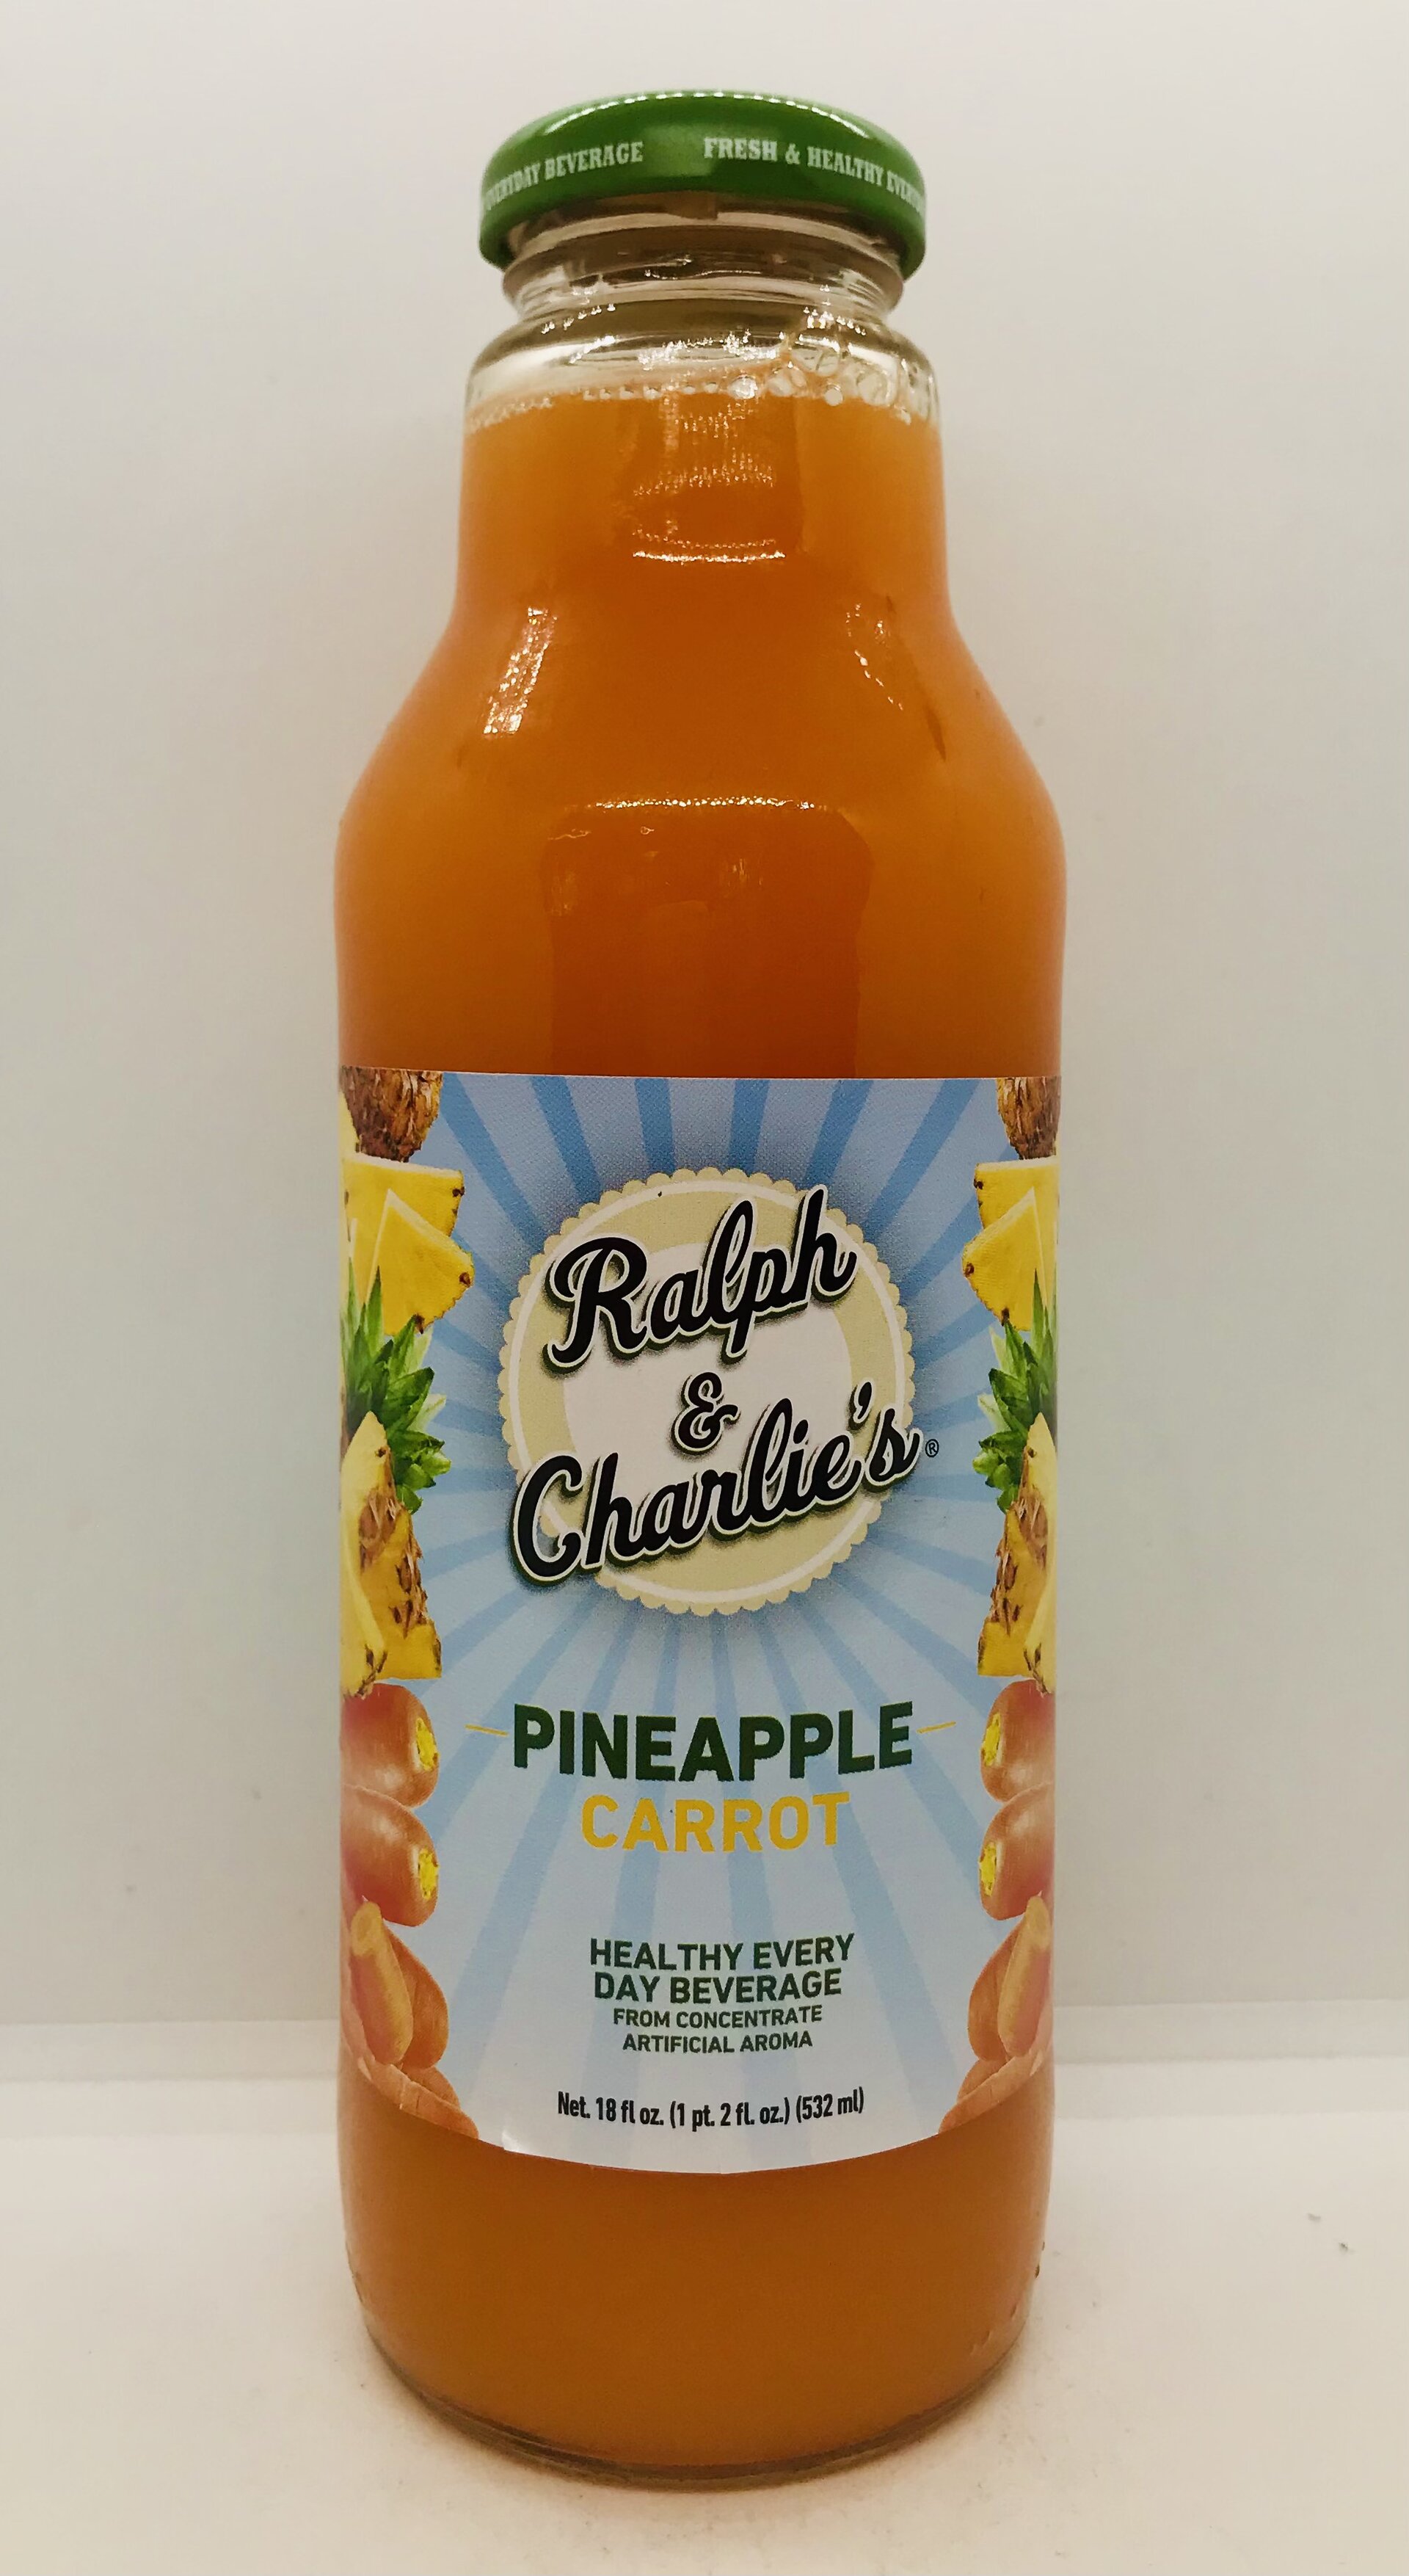 EVERYDAY BEVERAGE FRESH & HEALTHY
Ralph
&
Charlie's®
PINEAPPLE
CARROT
HEALTHY EVERY
DAY BEVERAGE
FROM CONCENTRATE
ARTIFICIAL AROMA
Net. 18 fl oz. (1 pt. 2 fl. oz.) (532 ml)